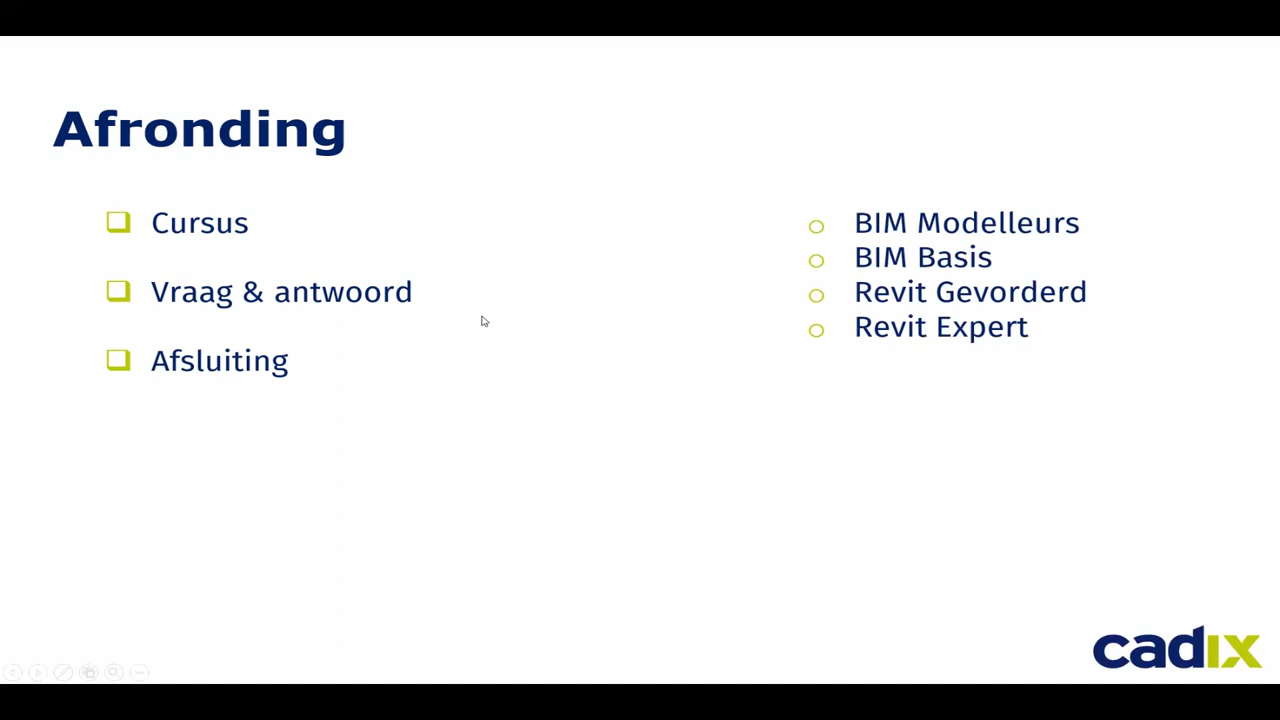 Afronding
Cursus
Vraag & antwoord
Afsluiting
BIM Modelleurs
BIM Basis
Revit Gevorderd
Revit Expert
cadix